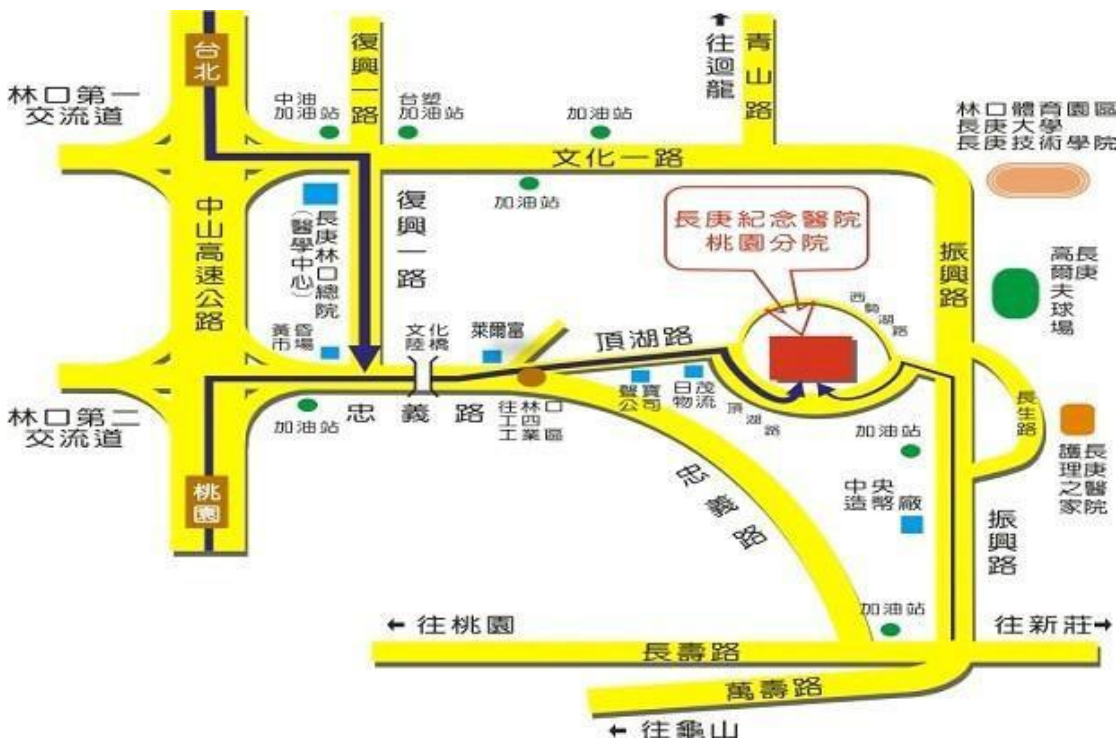 台北
復興一路
往迴龍
青山路
林口第一
交流道
中油
加油站
台塑
加油站
加油站
林口體育園區
長庚大學
長庚技術學院
文化一路
加油站
中山高速公路
長庚林口總院
(醫學中心)
復興一路
長庚紀念醫院
桃園分院
振興路
長庚
高爾夫球場
西勢湖路
黃昏
市場
文化
陸橋
萊爾富
頂湖路
林口第二
交流道
加油站
忠義路
往林口
工四
工業區
聲寶
公司
日茂
物流
頂湖路
長生路
加油站
長庚醫院
護理之家
桃園
忠義路
中央
造幣廠
振興路
加油站
往桃園
往新莊
長壽路
萬壽路
往龜山